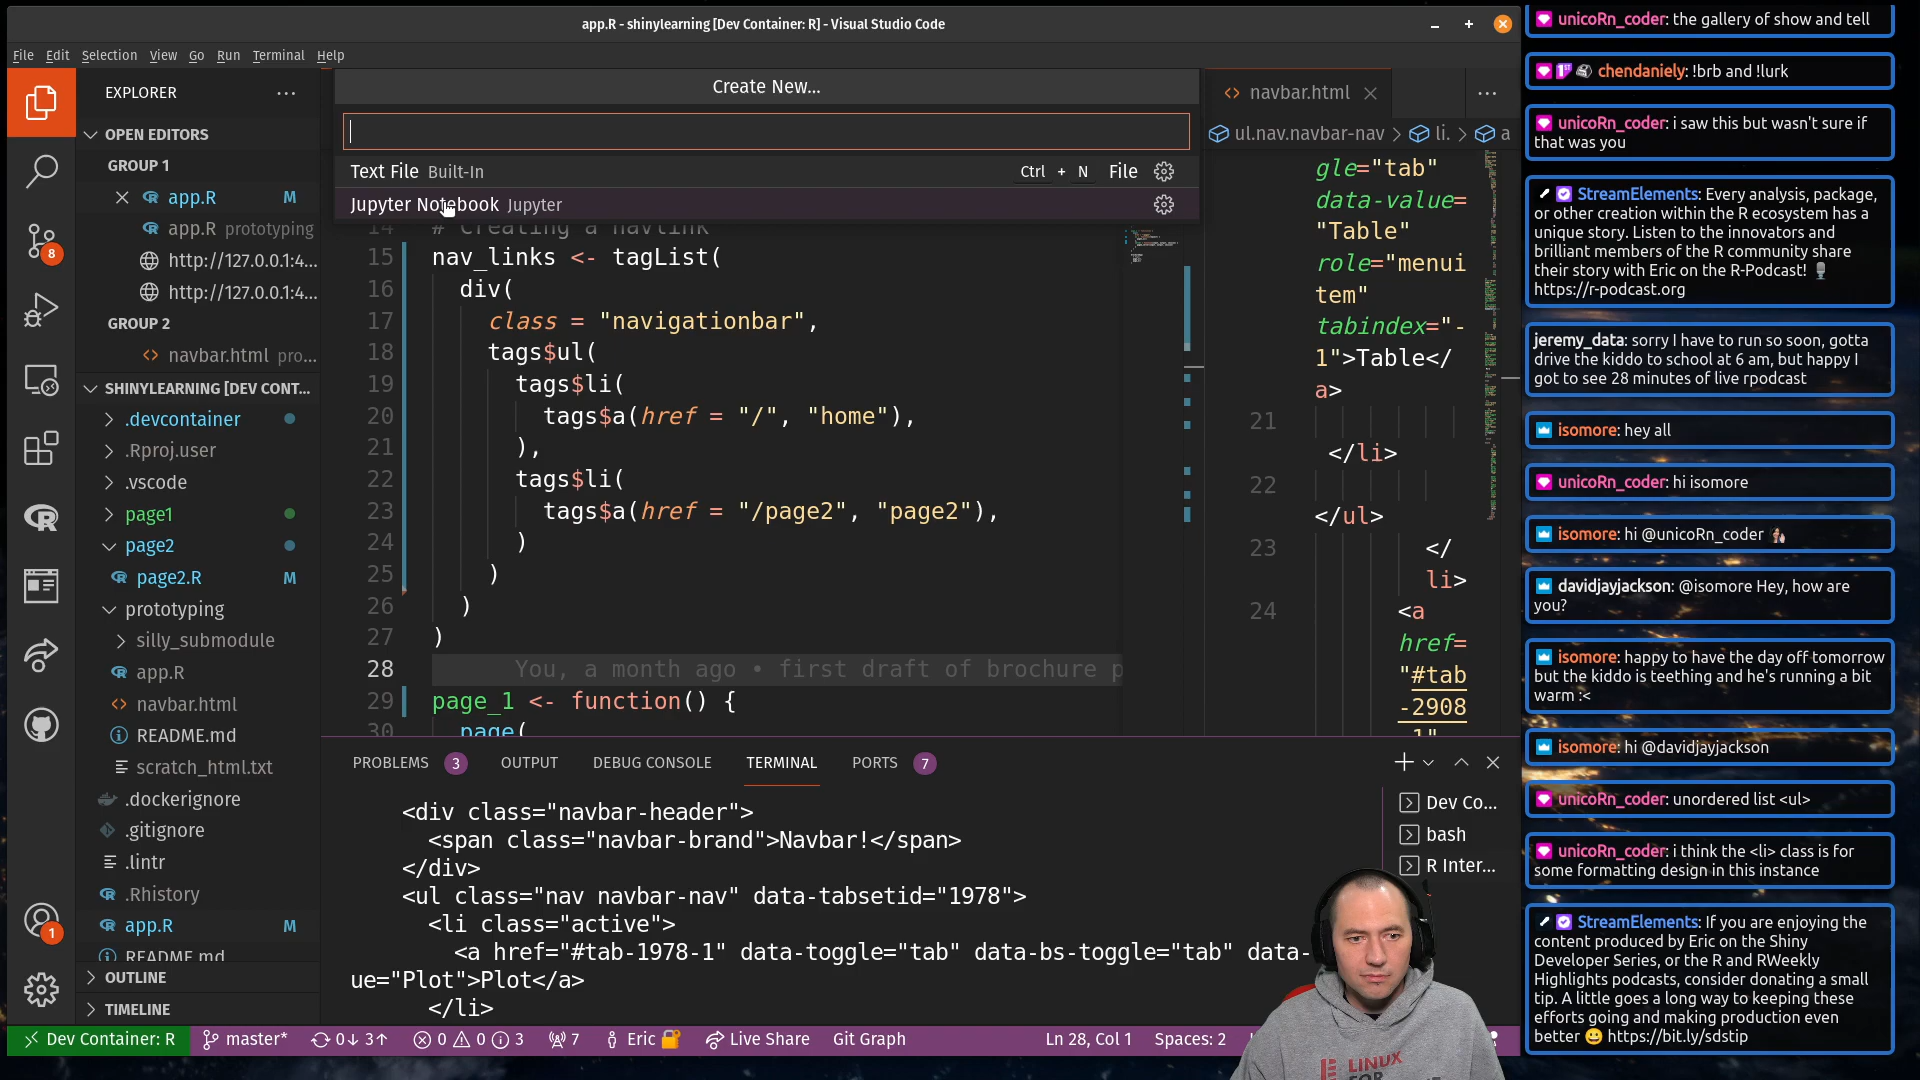 app.R - shinylearning [Dev Container: R] - Visual Studio Code
File Edit Selection View Go Run Terminal Help
EXPLORER
OPEN EDITORS
GROUP 1
app.R M
app.R prototyping
http://127.0.0.1:4...
http://127.0.0.1:4...
GROUP 2
navbar.html pro...
SHINYLEARNING [DEV CONT...
.devcontainer
.Rproj.user
.vscode
page1
page2
page2.R M
prototyping
silly_submodule
app.R
navbar.html
README.md
scratch_html.txt
.dockerignore
.gitignore
.lintr
.Rhistory
app.R M
README.md
OUTLINE
TIMELINE
8
1
Create New...
Text File Built-In Ctrl + N File
Jupyter Notebook Jupyter
14 # Creating a navlink
15 nav_links <- tagList(
16 div(
17 class = "navigationbar",
18 tags$ul(
19 tags$li(
20 tags$a(href = "/", "home"),
21 ),
22 tags$li(
23 tags$a(href = "/page2", "page2"),
24 )
25 )
26 )
27 )
28 You, a month ago • first draft of brochure p
29 page_1 <- function() {
30 page(
navbar.html
ul.nav.navbar-nav > li. > a
gle="tab"
data-value=
"Table"
role="menui
tem"
tabindex="-
1">Table</
a>
21
</li>
22
</ul>
23 </
li>
24 <a
href=
"#tab
-2908
PROBLEMS 3 OUTPUT DEBUG CONSOLE TERMINAL PORTS 7
<div class="navbar-header">
<span class="navbar-brand">Navbar!</span>
</div>
<ul class="nav navbar-nav" data-tabsetid="1978">
<li class="active">
<a href="#tab-1978-1" data-toggle="tab" data-bs-toggle="tab" data-
ue="Plot">Plot</a>
</li>
Dev Co...
bash
R Inter...
Dev Container: R master* 0↓ 3↑ 0 0 3 7 Eric Live Share Git Graph Ln 28, Col 1 Spaces: 2
LINUX
FOR
unicoRn_coder: the gallery of show and tell
chendaniely: !brb and !lurk
unicoRn_coder: i saw this but wasn't sure if
that was you
StreamElements: Every analysis, package,
or other creation within the R ecosystem has a
unique story. Listen to the innovators and
brilliant members of the R community share
their story with Eric on the R-Podcast! 🎙️
https://r-podcast.org
jeremy_data: sorry I have to run so soon, gotta
drive the kiddo to school at 6 am, but happy I
got to see 28 minutes of live rpodcast
isomore: hey all
unicoRn_coder: hi isomore
isomore: hi @unicoRn_coder
davidjayjackson: @isomore Hey, how are
you?
isomore: happy to have the day off tomorrow
but the kiddo is teething and he's running a bit
warm :<
isomore: hi @davidjayjackson
unicoRn_coder: unordered list <ul>
unicoRn_coder: i think the <li> class is for
some formatting design in this instance
StreamElements: If you are enjoying the
content produced by Eric on the Shiny
Developer Series, or the R and RWeekly
Highlights podcasts, consider donating a small
tip. A little goes a long way to keeping these
efforts going and making production even
better 😀 https://bit.ly/sdstip